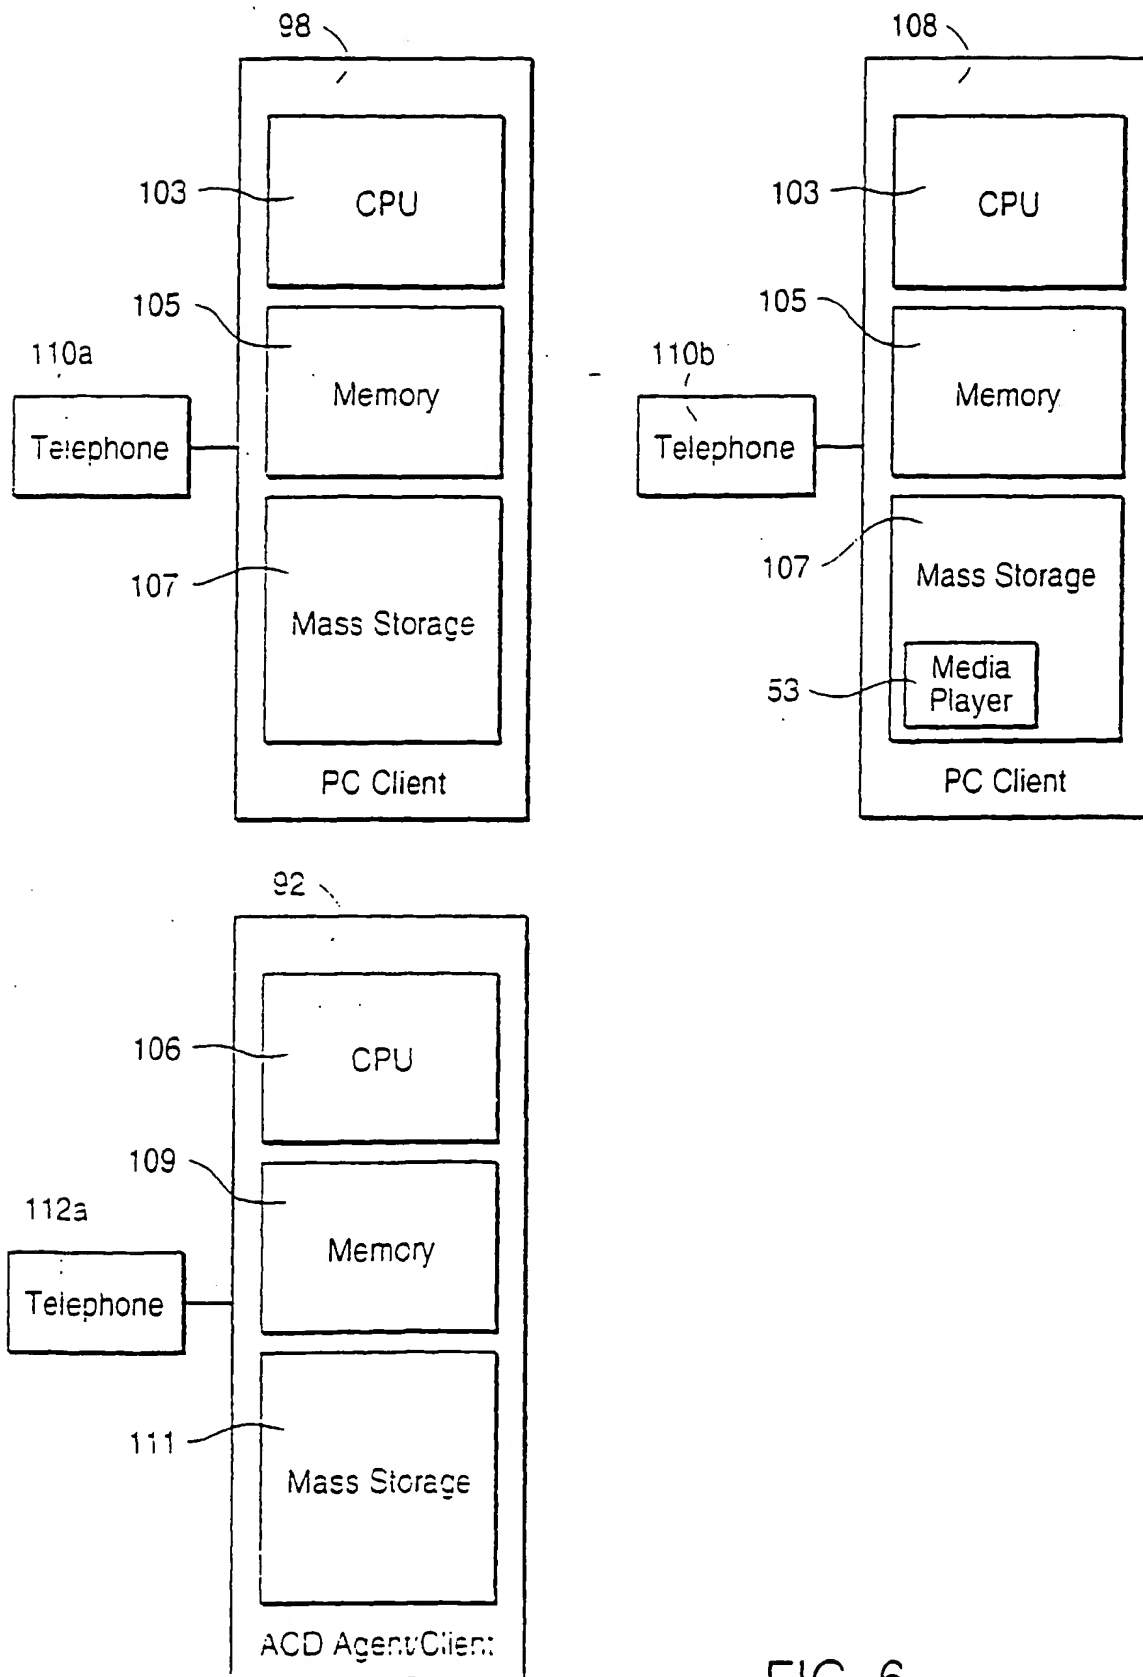 98
103
CPU
105
110a
Memory
Telephone
107
Mass Storage
PC Client
108
103
CPU
105
110b
Memory
Telephone
107
Mass Storage
53
Media
Player
PC Client
92
106
CPU
109
112a
Memory
Telephone
111
Mass Storage
ACD Agent/Client
FIG. 6